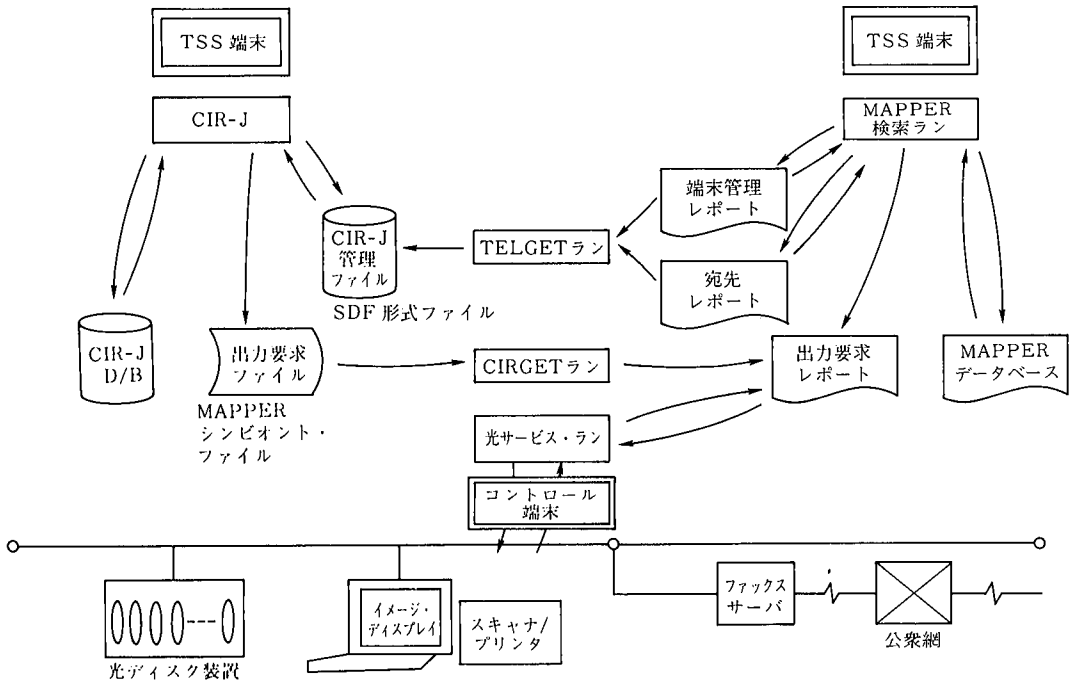 TSS 端末
TSS 端末
CIR-J
MAPPER
検索ラン
端末管理
レポート
CIR-J
管理
ファイル
TELGETラン
宛先
レポート
SDF 形式ファイル
CIR-J
D/B
出力要求
ファイル
CIRGETラン
出力要求
レポート
MAPPER
データベース
MAPPER
シンビオント・
ファイル
光サービス・ラン
コントロール
端末
ファックス
サーバ
イメージ・
ディスプレイ
スキャナ/
プリンタ
公衆網
光ディスク装置